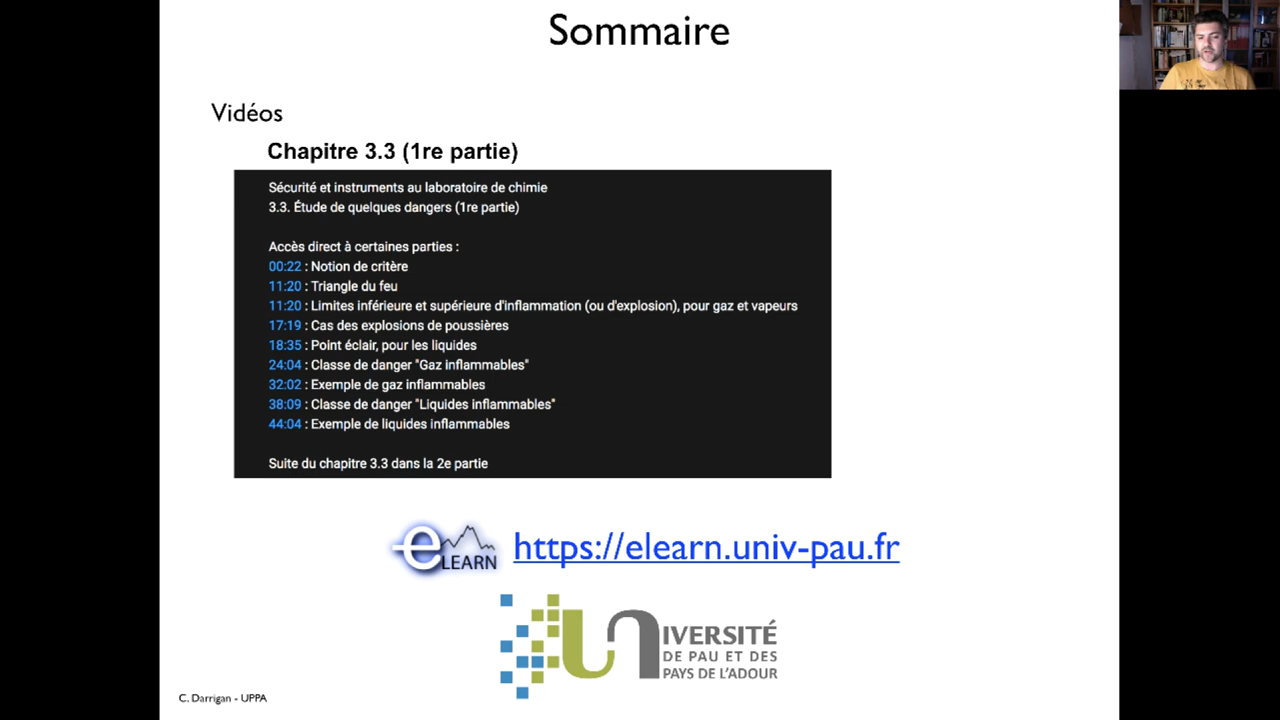 Sommaire
Vidéos
Chapitre 3.3 (1re partie)
Sécurité et instruments au laboratoire de chimie
3.3. Étude de quelques dangers (1re partie)
Accès direct à certaines parties :
00:22 : Notion de critère
11:20 : Triangle du feu
11:20 : Limites inférieure et supérieure d'inflammation (ou d'explosion), pour gaz et vapeurs
17:19 : Cas des explosions de poussières
18:35 : Point éclair, pour les liquides
24:04 : Classe de danger "Gaz inflammables"
32:02 : Exemple de gaz inflammables
38:09 : Classe de danger "Liquides inflammables"
44:04 : Exemple de liquides inflammables
Suite du chapitre 3.3 dans la 2e partie
eLEARN https://elearn.univ-pau.fr
UNIVERSITÉ
DE PAU ET DES
PAYS DE L'ADOUR
C. Darrigan - UPPA